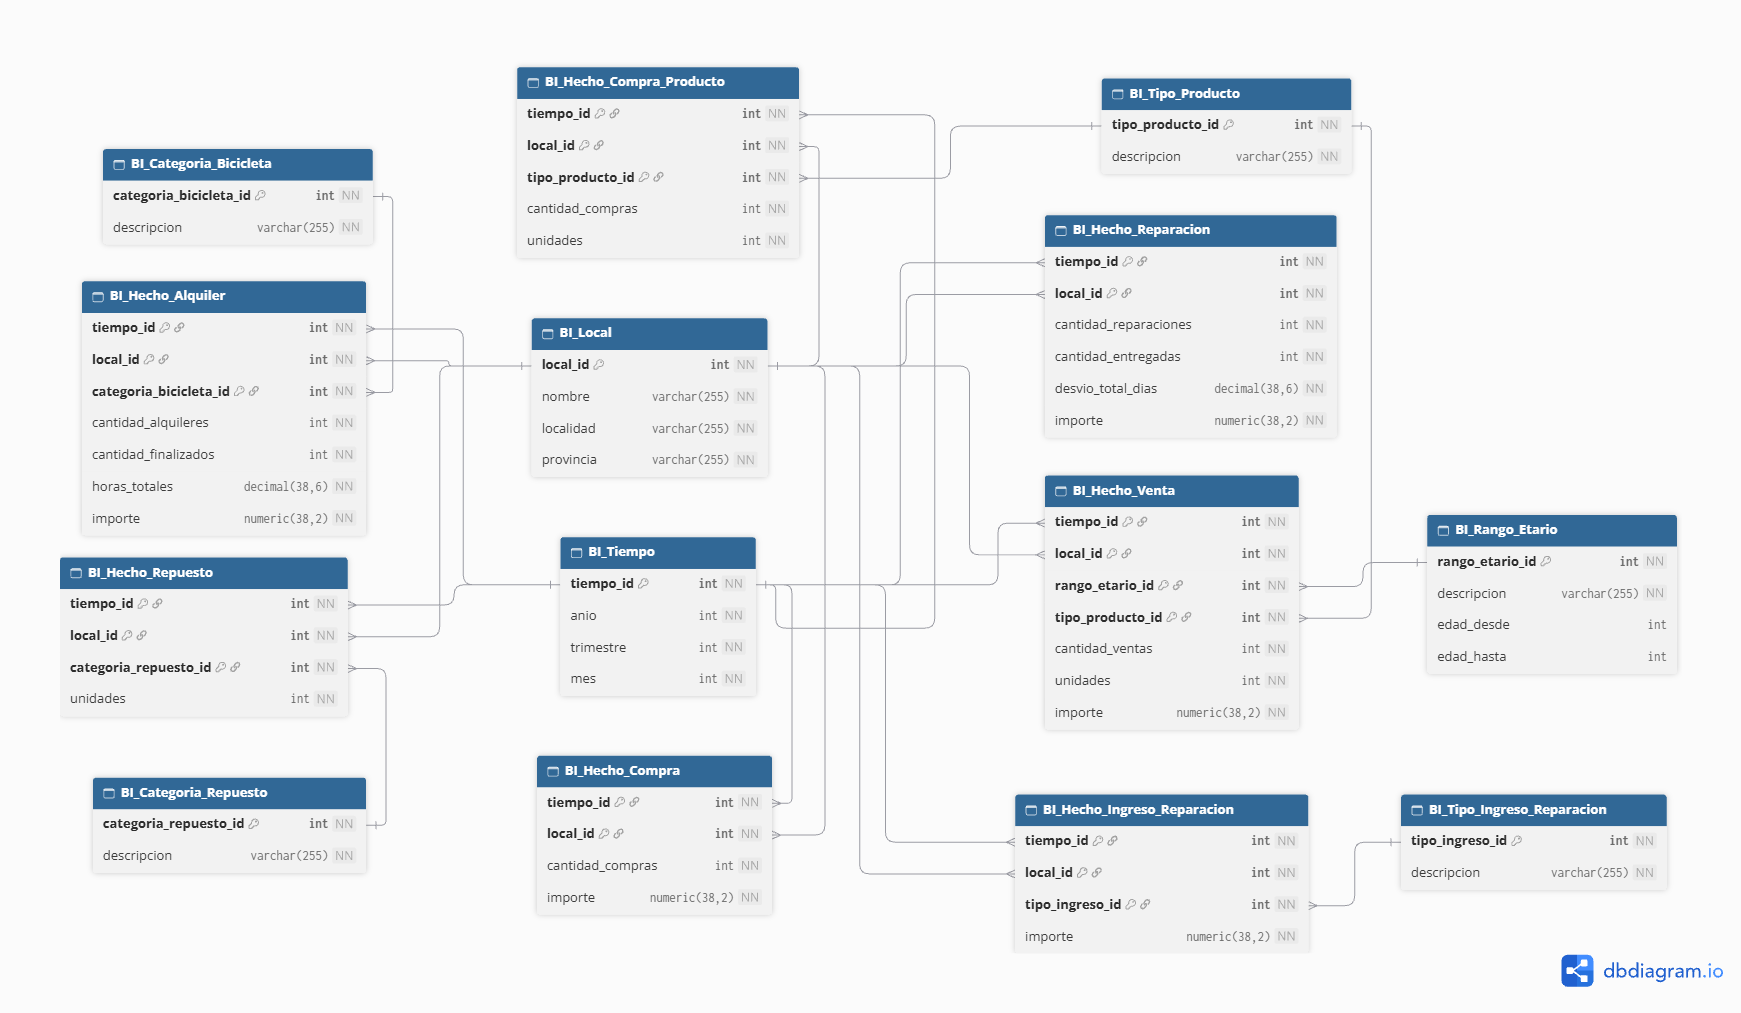 BI_Hecho_Compra_Producto
tiempo_id int NN
local_id int NN
tipo_producto_id int NN
cantidad_compras int NN
unidades int NN
BI_Tipo_Producto
tipo_producto_id int NN
descripcion varchar(255) NN
BI_Categoria_Bicicleta
categoria_bicicleta_id int NN
descripcion varchar(255) NN
BI_Hecho_Reparacion
tiempo_id int NN
local_id int NN
cantidad_reparaciones int NN
cantidad_entregadas int NN
desvio_total_dias decimal(38,6) NN
importe numeric(38,2) NN
BI_Hecho_Alquiler
tiempo_id int NN
local_id int NN
categoria_bicicleta_id int NN
cantidad_alquileres int NN
cantidad_finalizados int NN
horas_totales decimal(38,6) NN
importe numeric(38,2) NN
BI_Local
local_id int NN
nombre varchar(255) NN
localidad varchar(255) NN
provincia varchar(255) NN
BI_Hecho_Venta
tiempo_id int NN
local_id int NN
rango_etario_id int NN
tipo_producto_id int NN
cantidad_ventas int NN
unidades int NN
importe numeric(38,2) NN
BI_Rango_Etario
rango_etario_id int NN
descripcion varchar(255) NN
edad_desde int
edad_hasta int
BI_Tiempo
tiempo_id int NN
anio int NN
trimestre int NN
mes int NN
BI_Hecho_Repuesto
tiempo_id int NN
local_id int NN
categoria_repuesto_id int NN
unidades int NN
BI_Categoria_Repuesto
categoria_repuesto_id int NN
descripcion varchar(255) NN
BI_Hecho_Compra
tiempo_id int NN
local_id int NN
cantidad_compras int NN
importe numeric(38,2) NN
BI_Hecho_Ingreso_Reparacion
tiempo_id int NN
local_id int NN
tipo_ingreso_id int NN
importe numeric(38,2) NN
BI_Tipo_Ingreso_Reparacion
tipo_ingreso_id int NN
descripcion varchar(255) NN
dbdiagram.io